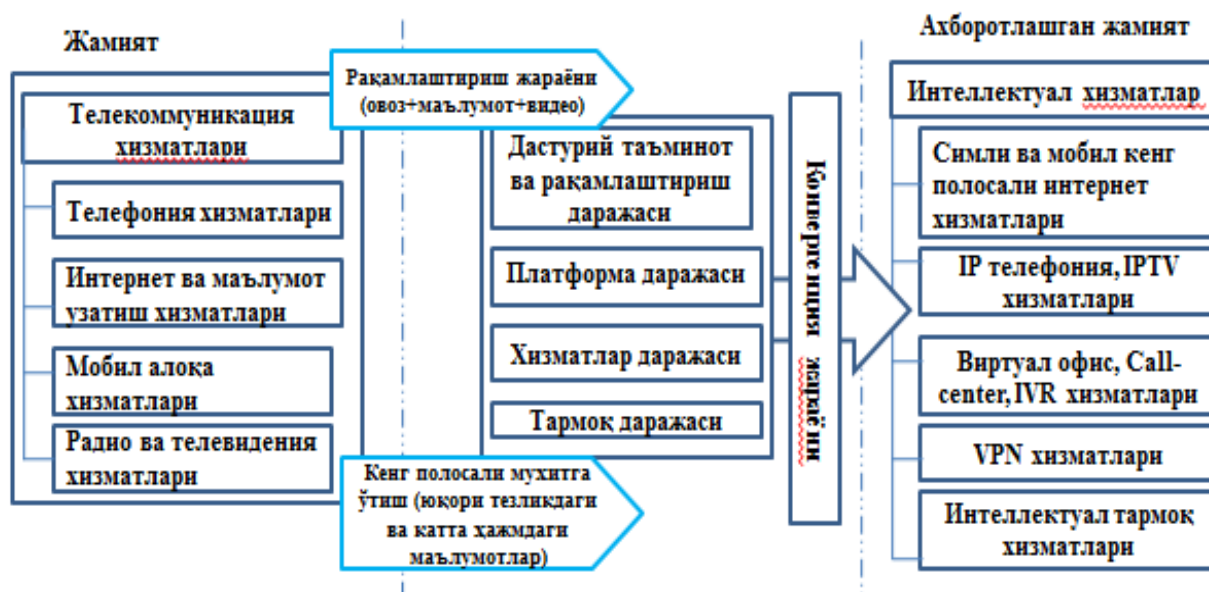 Жамият
Телекоммуникация
хизматлари
Телефония хизматлари
Интернет ва маълумот
узатиш хизматлари
Мобил алоқа
хизматлари
Радио ва телевидения
хизматлари
Рақамлаштириш жараёни
(овоз+маълумот+видео)
Дастурий таъминот
ва рақамлаштириш
даражаси
Платформа даражаси
Хизматлар даражаси
Тармоқ даражаси
Кенг полосали мухитга
ўтиш (юқори тезликдаги
ва катта ҳажмдаги
маълумотлар)
Конвергенция жараёни
Ахборотлашган жамият
Интеллектуал хизматлар
Симли ва мобил кенг
полосали интернет
хизматлари
IP телефония, IPTV
хизматлари
Виртуал офис, Call-
center, IVR хизматлари
VPN хизматлари
Интеллектуал тармоқ
хизматлари